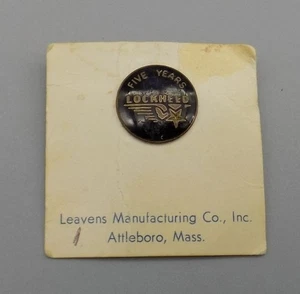 FIVE YEARS
LOCKHEED
Leavens Manufacturing Co., Inc.
Attleboro, Mass.